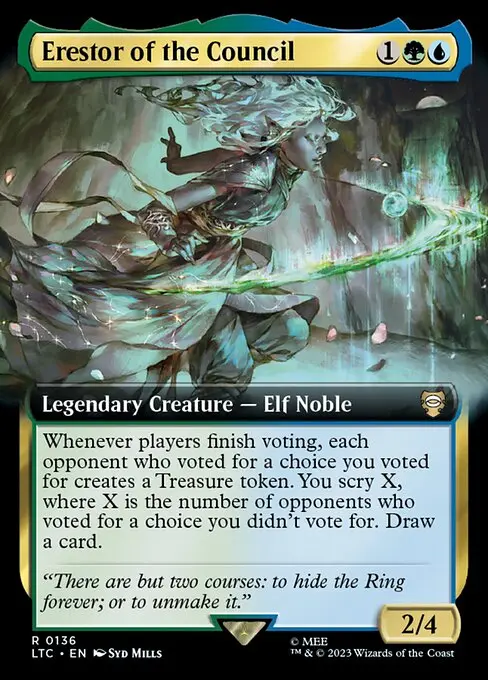 Erestor of the Council 1
Legendary Creature — Elf Noble
Whenever players finish voting, each
opponent who voted for a choice you voted
for creates a Treasure token. You scry X,
where X is the number of opponents who
voted for a choice you didn't vote for. Draw
a card.
“There are but two courses: to hide the Ring
forever; or to unmake it.”
2/4
R 0136
LTC • EN Syd Mills
© MEE
™ & © 2023 Wizards of the Coast